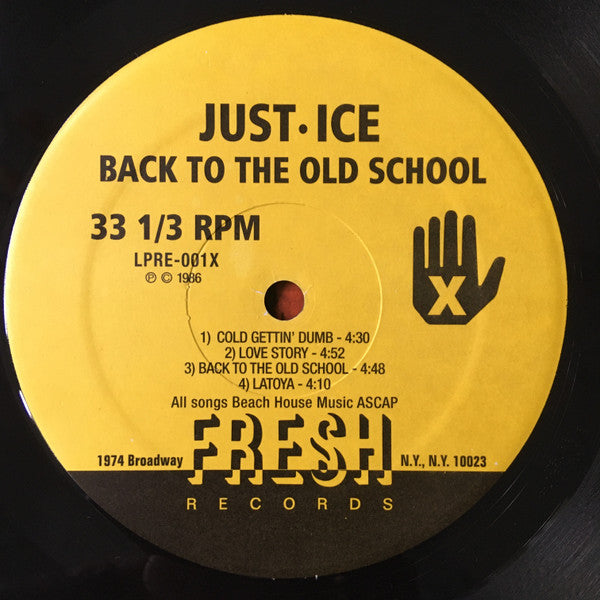 JUST • ICE
BACK TO THE OLD SCHOOL
33 1/3 RPM
LPRE-001X
℗ © 1986
X
1) COLD GETTIN' DUMB - 4:30
2) LOVE STORY - 4:52
3) BACK TO THE OLD SCHOOL - 4:48
4) LATOYA - 4:10
All songs Beach House Music ASCAP
1974 Broadway FRESH N.Y., N.Y. 10023
RECORDS